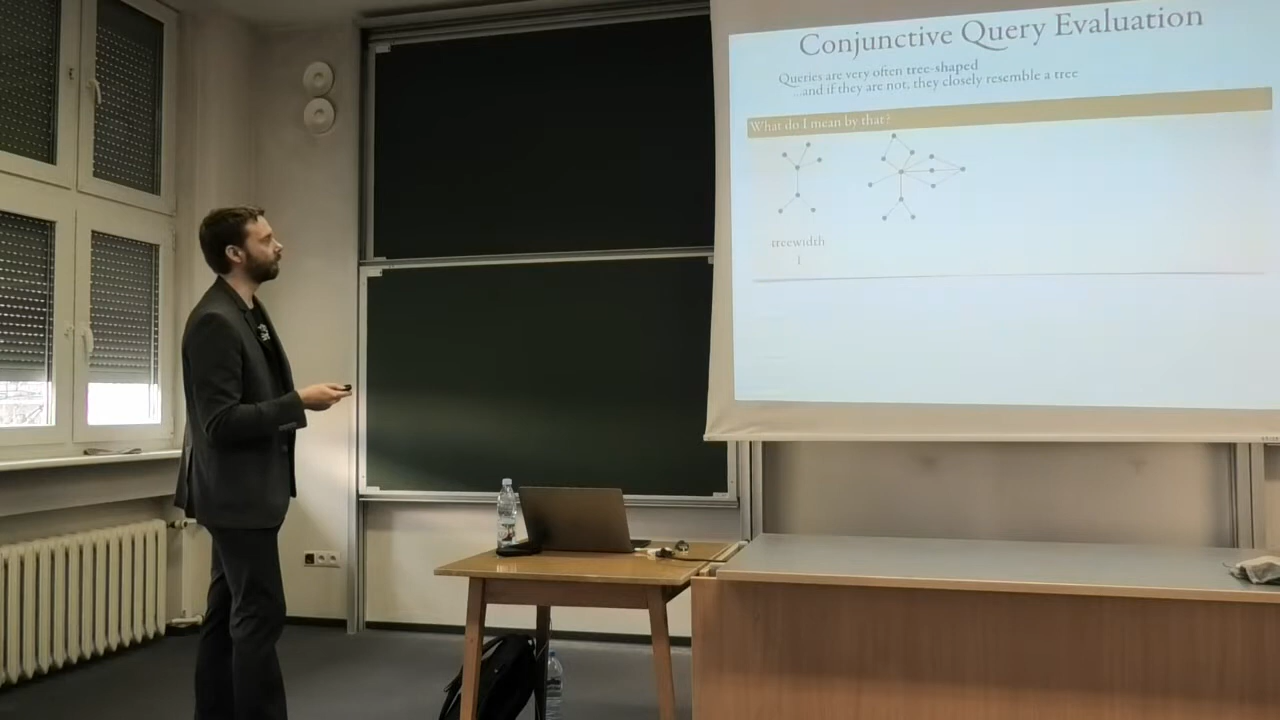 Conjunctive Query Evaluation
Queries are very often tree-shaped
...and if they are not, they closely resemble a tree
What do I mean by that?
treewidth
1